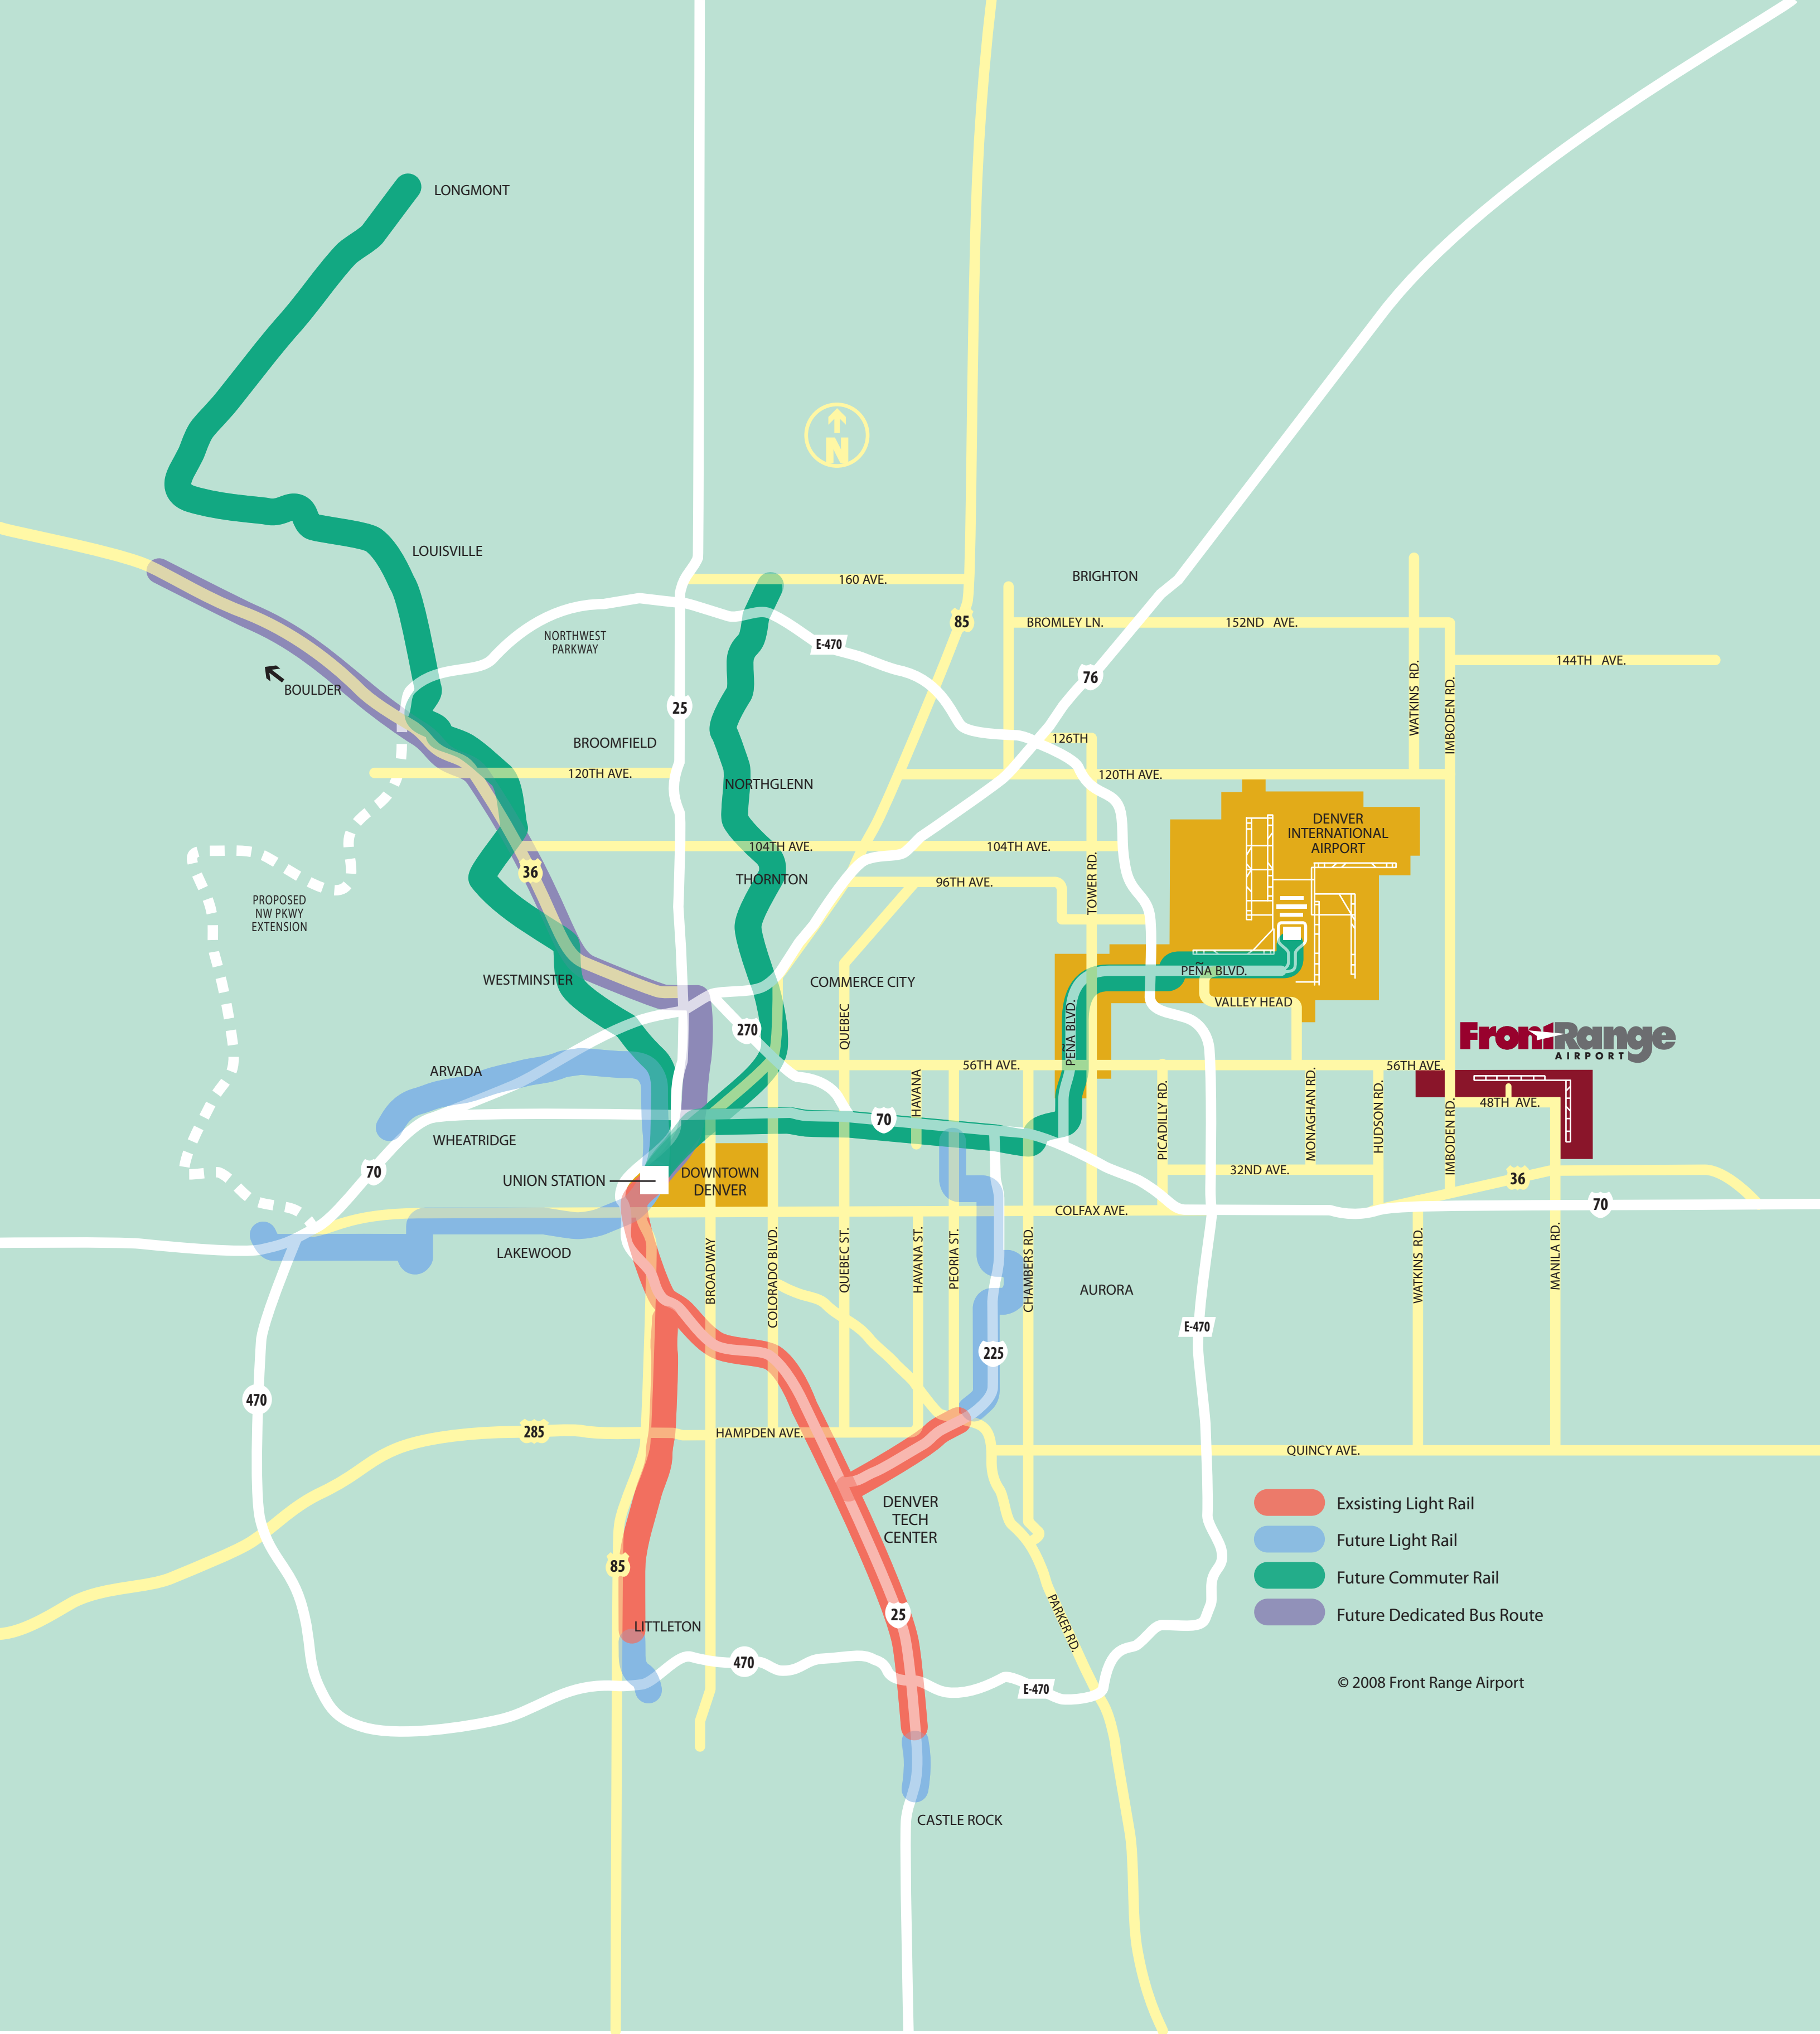 LONGMONT
N
LOUISVILLE
BRIGHTON
160 AVE.
85
BROMLEY LN.
152ND AVE.
NORTHWEST
PARKWAY
E-470
144TH AVE.
WATKINS RD.
IMBODEN RD.
76
BOULDER
25
BROOMFIELD
126TH
120TH AVE.
120TH AVE.
NORTHGLENN
DENVER
INTERNATIONAL
AIRPORT
104TH AVE.
104TH AVE.
36
THORNTON
96TH AVE.
TOWER RD.
PROPOSED
NW PKWY
EXTENSION
WESTMINSTER
COMMERCE CITY
PEÑA BLVD.
VALLEY HEAD
270
QUEBEC
PEÑA BLVD.
FrontRange
AIRPORT
ARVADA
56TH AVE.
56TH AVE.
HAVANA
PICADILLY RD.
MONAGHAN RD.
HUDSON RD.
IMBODEN RD.
48TH AVE.
70
WHEATRIDGE
70
UNION STATION
DOWNTOWN
DENVER
32ND AVE.
36
70
COLFAX AVE.
LAKEWOOD
BROADWAY
COLORADO BLVD.
QUEBEC ST.
HAVANA ST.
PEORIA ST.
CHAMBERS RD.
WATKINS RD.
MANILA RD.
AURORA
E-470
225
470
285
HAMPDEN AVE.
QUINCY AVE.
DENVER
TECH
CENTER
Exsisting Light Rail
Future Light Rail
Future Commuter Rail
Future Dedicated Bus Route
85
25
PARKER RD.
LITTLETON
470
E-470
© 2008 Front Range Airport
CASTLE ROCK